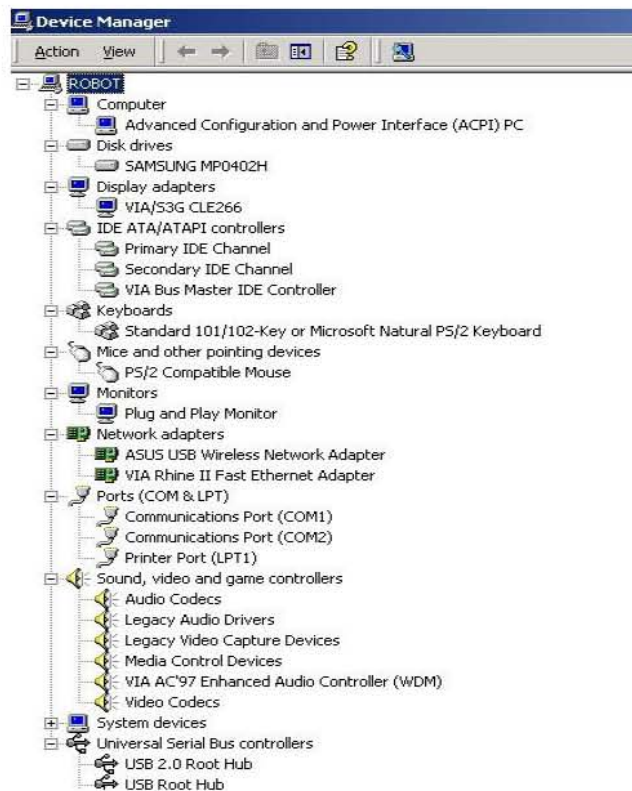 Device Manager
Action View
ROBOT
Computer
Advanced Configuration and Power Interface (ACPI) PC
Disk drives
SAMSUNG MP0402H
Display adapters
VIA/S3G CLE266
IDE ATA/ATAPI controllers
Primary IDE Channel
Secondary IDE Channel
VIA Bus Master IDE Controller
Keyboards
Standard 101/102-Key or Microsoft Natural PS/2 Keyboard
Mice and other pointing devices
PS/2 Compatible Mouse
Monitors
Plug and Play Monitor
Network adapters
ASUS USB Wireless Network Adapter
VIA Rhine II Fast Ethernet Adapter
Ports (COM & LPT)
Communications Port (COM1)
Communications Port (COM2)
Printer Port (LPT1)
Sound, video and game controllers
Audio Codecs
Legacy Audio Drivers
Legacy Video Capture Devices
Media Control Devices
VIA AC'97 Enhanced Audio Controller (WDM)
Video Codecs
System devices
Universal Serial Bus controllers
USB 2.0 Root Hub
USB Root Hub